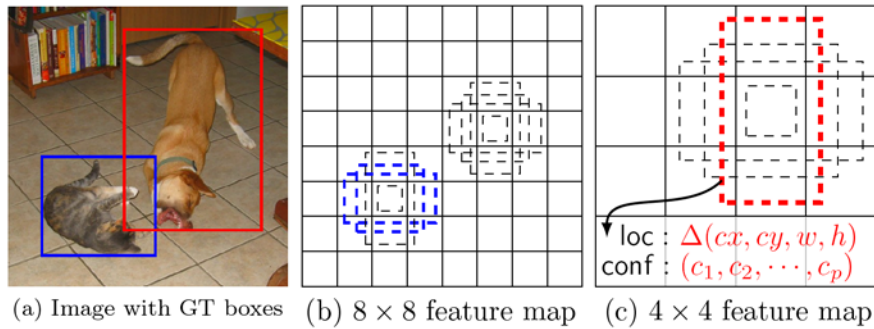 loc : Δ(cx, cy, w, h)
conf : (c₁, c₂, ⋯, cₚ)
(a) Image with GT boxes
(b) 8 × 8 feature map
(c) 4 × 4 feature map